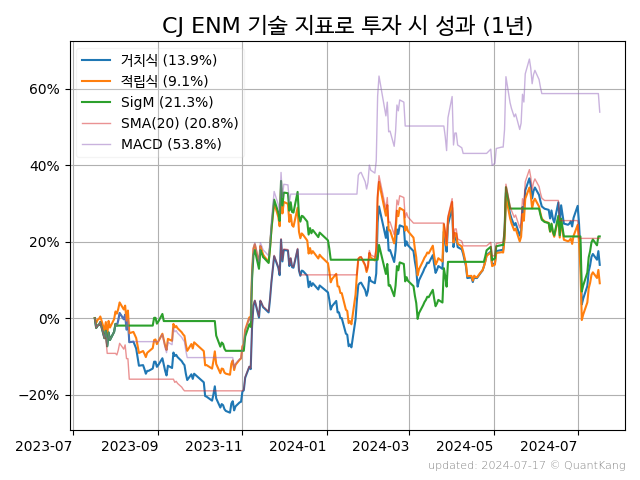 CJ ENM 기술 지표로 투자 시 성과 (1년)
거치식 (13.9%)
적립식 (9.1%)
SigM (21.3%)
SMA(20) (20.8%)
MACD (53.8%)
60%
40%
20%
0%
−20%
2023-07 2023-09 2023-11 2024-01 2024-03 2024-05 2024-07
updated: 2024-07-17 © QuantKang